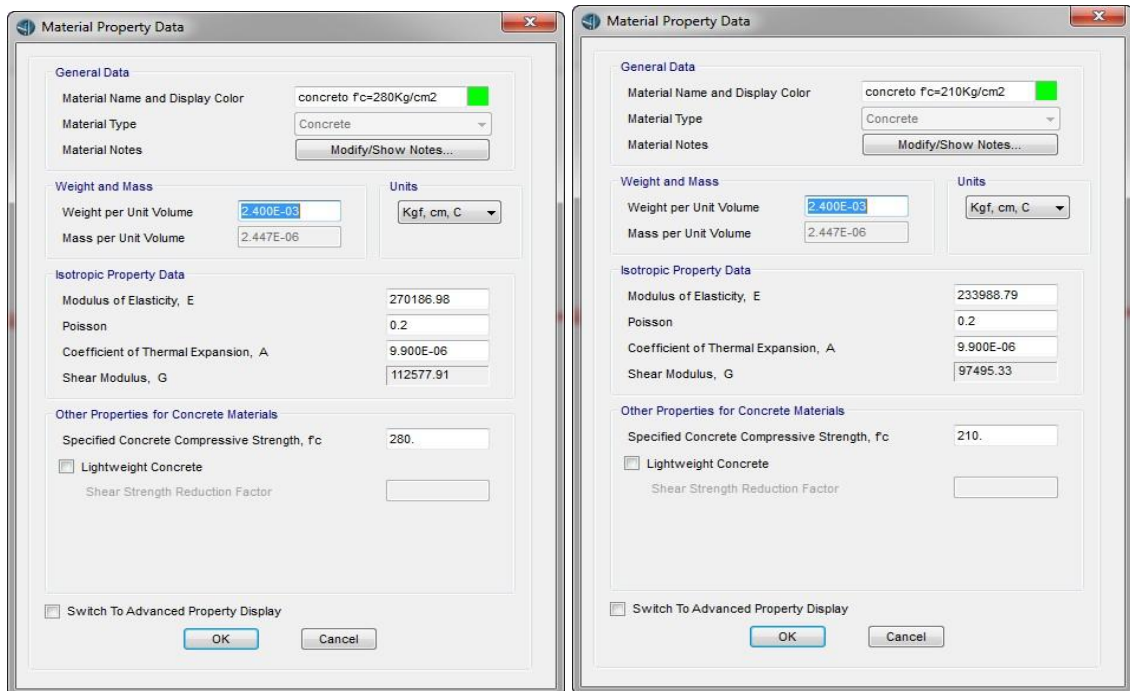 Material Property Data
General Data
Material Name and Display Color concreto f'c=280Kg/cm2
Material Type Concrete
Material Notes Modify/Show Notes...
Weight and Mass Units
Weight per Unit Volume 2.400E-03 Kgf, cm, C
Mass per Unit Volume 2.447E-06
Isotropic Property Data
Modulus of Elasticity, E 270186.98
Poisson 0.2
Coefficient of Thermal Expansion, A 9.900E-06
Shear Modulus, G 112577.91
Other Properties for Concrete Materials
Specified Concrete Compressive Strength, f'c 280.
Lightweight Concrete
Shear Strength Reduction Factor
Switch To Advanced Property Display
OK Cancel
Material Property Data
General Data
Material Name and Display Color concreto f'c=210Kg/cm2
Material Type Concrete
Material Notes Modify/Show Notes...
Weight and Mass Units
Weight per Unit Volume 2.400E-03 Kgf, cm, C
Mass per Unit Volume 2.447E-06
Isotropic Property Data
Modulus of Elasticity, E 233988.79
Poisson 0.2
Coefficient of Thermal Expansion, A 9.900E-06
Shear Modulus, G 97495.33
Other Properties for Concrete Materials
Specified Concrete Compressive Strength, f'c 210.
Lightweight Concrete
Shear Strength Reduction Factor
Switch To Advanced Property Display
OK Cancel